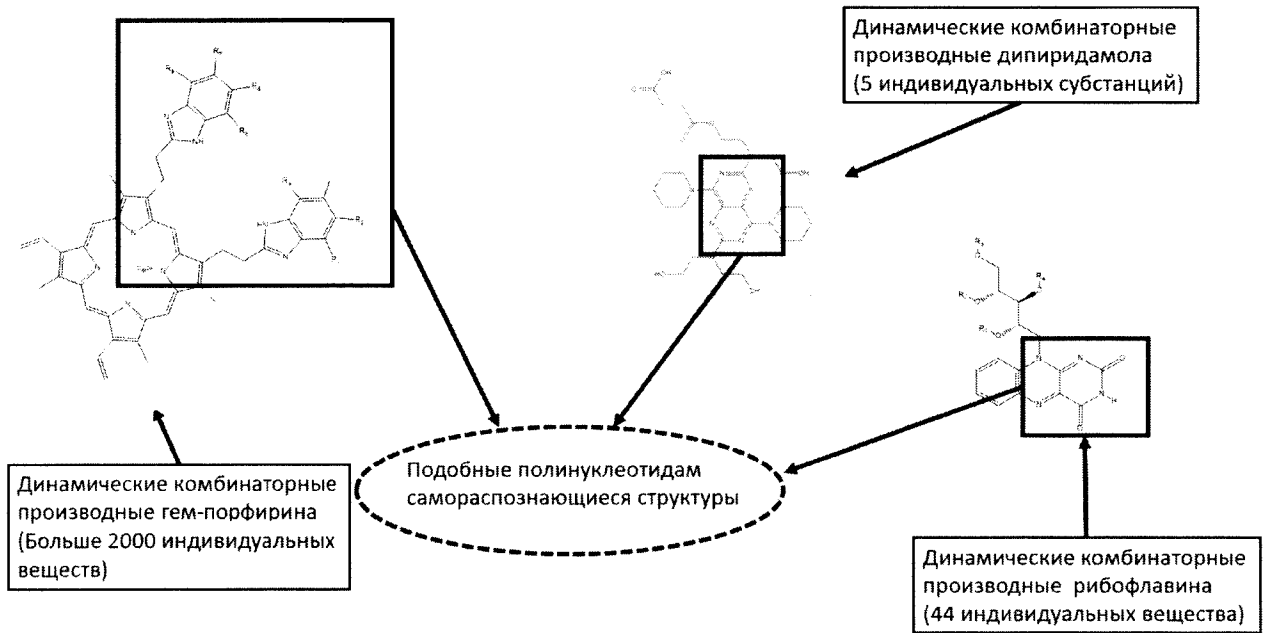 Динамические комбинаторные
производные дипиридамола
(5 индивидуальных субстанций)
Подобные полинуклеотидам
самораспознающиеся структуры
Динамические комбинаторные
производные гем-порфирина
(Больше 2000 индивидуальных
веществ)
Динамические комбинаторные
производные рибофлавина
(44 индивидуальных вещества)